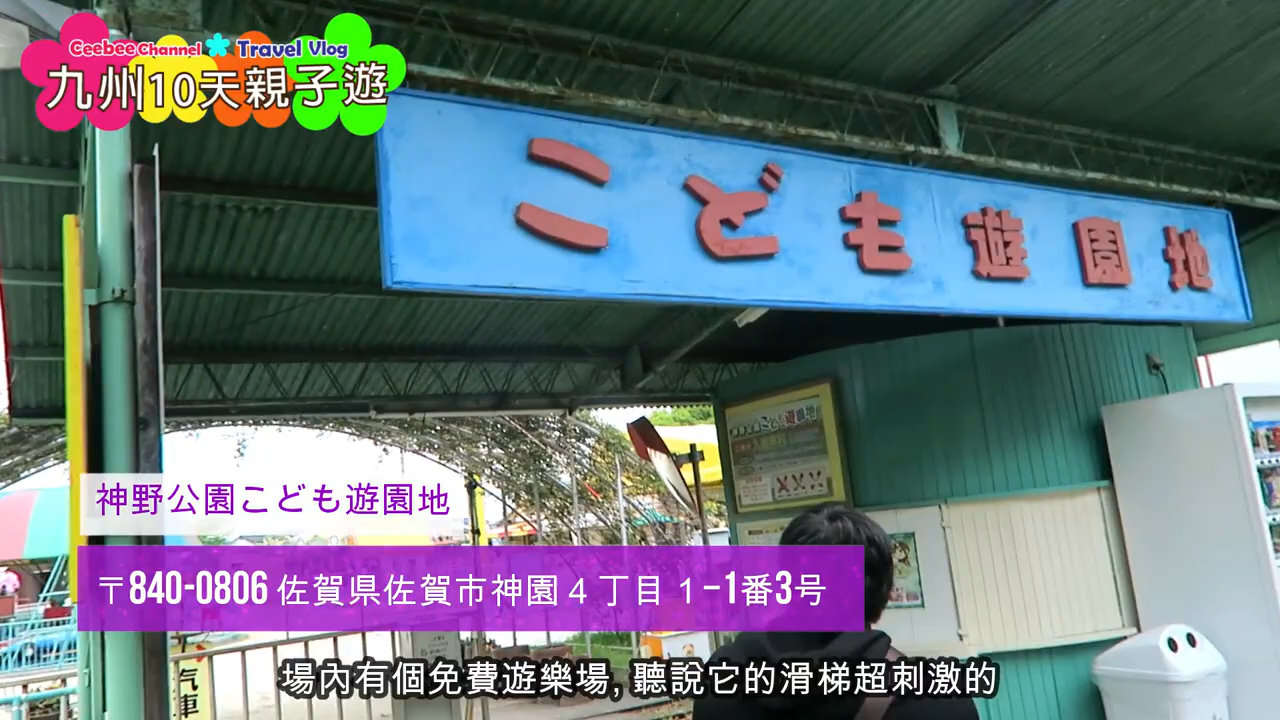 Ceebee Channel * Travel Vlog
九州10天親子遊
こども遊園地
神野公園こども遊園地
〒840-0806 佐賀県佐賀市神園４丁目１−1番3号
汽車
場內有個免費遊樂場, 聽說它的滑梯超刺激的